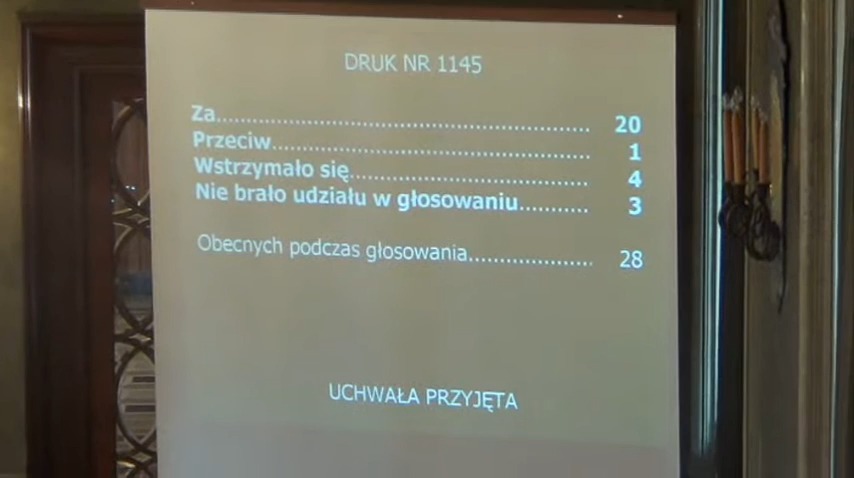 DRUK NR 1145
Za.................................................... 20
Przeciw............................................. 1
Wstrzymało się.................................. 4
Nie brało udziału w głosowaniu.......... 3
Obecnych podczas głosowania.................. 28
UCHWAŁA PRZYJĘTA